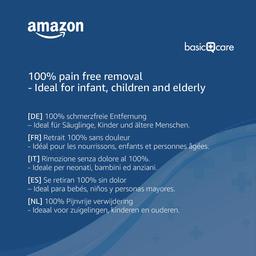 amazon
basic care
100% pain free removal
- Ideal for infant, children and elderly
[DE] 100% schmerzfreie Entfernung
– Ideal für Säuglinge, Kinder und ältere Menschen.
[FR] Retrait 100% sans douleur
- Idéal pour les nourrissons, enfants et personnes âgées.
[IT] Rimozione senza dolore al 100%.
- Ideale per neonati, bambini ed anziani.
[ES] Se retiran 100% sin dolor
– Ideal para bebés, niños y personas mayores.
[NL] 100% Pijnvrije verwijdering
- Ideaal voor zuigelingen, kinderen en ouderen.